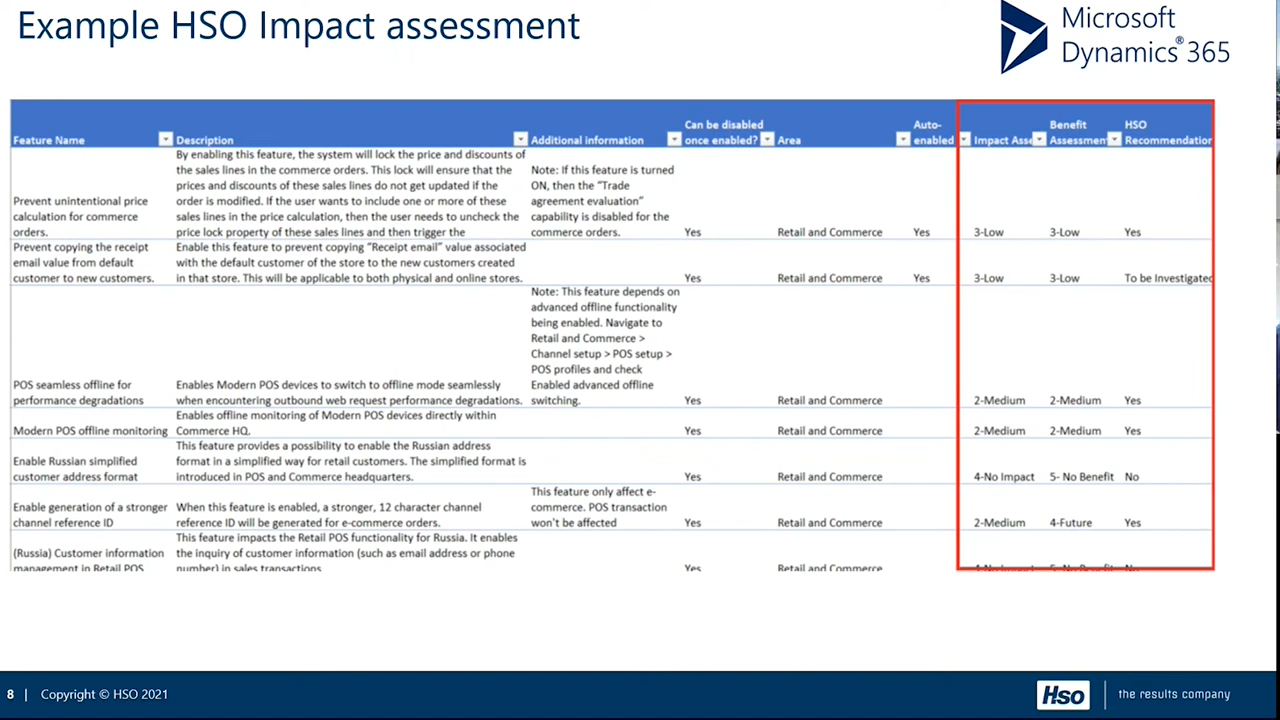 Example HSO Impact assessment
Microsoft
Dynamics® 365
Feature Name
Description
Additional information
Can be disabled
once enabled?
Area
Auto-
enabled
Impact Asse
Benefit
Assessmen
HSO
Recommendation
Prevent unintentional price
calculation for commerce
orders.
By enabling this feature, the system will lock the price and discounts of
the sales lines in the commerce orders. This lock will ensure that the
prices and discounts of these sales lines do not get updated if the
order is modified. If the user wants to include one or more of these
sales lines in the price calculation, then the user needs to uncheck the
price lock property of these sales lines and then trigger the
Note: If this feature is turned
ON, then the “Trade
agreement evaluation”
capability is disabled for the
commerce orders.
Yes
Retail and Commerce
Yes
3-Low
3-Low
Yes
Prevent copying the receipt
email value from default
customer to new customers.
Enable this feature to prevent copying “Receipt email” value associated
with the default customer of the store to the new customers created
in that store. This will be applicable to both physical and online stores.
Yes
Retail and Commerce
Yes
3-Low
3-Low
To be Investigated
POS seamless offline for
performance degradations
Enables Modern POS devices to switch to offline mode seamlessly
when encountering outbound web request performance degradations.
Note: This feature depends on
advanced offline functionality
being enabled. Navigate to
Retail and Commerce >
Channel setup > POS setup >
POS profiles and check
Enabled advanced offline
switching.
Yes
Retail and Commerce
2-Medium
2-Medium
Yes
Modern POS offline monitoring
Enables offline monitoring of Modern POS devices directly within
Commerce HQ.
Yes
Retail and Commerce
2-Medium
2-Medium
Yes
Enable Russian simplified
customer address format
This feature provides a possibility to enable the Russian address
format in a simplified way for retail customers. The simplified format is
introduced in POS and Commerce headquarters.
Yes
Retail and Commerce
4-No Impact
5- No Benefit
No
Enable generation of a stronger
channel reference ID
When this feature is enabled, a stronger, 12 character channel
reference ID will be generated for e-commerce orders.
This feature only affect e-
commerce. POS transaction
won't be affected
Yes
Retail and Commerce
2-Medium
4-Future
Yes
(Russia) Customer information
management in Retail POS
This feature impacts the Retail POS functionality for Russia. It enables
the inquiry of customer information (such as email address or phone
number) in sales transactions
Yes
Retail and Commerce
4-No Impact
5- No Benefit
No
8 | Copyright © HSO 2021
Hso
the results company